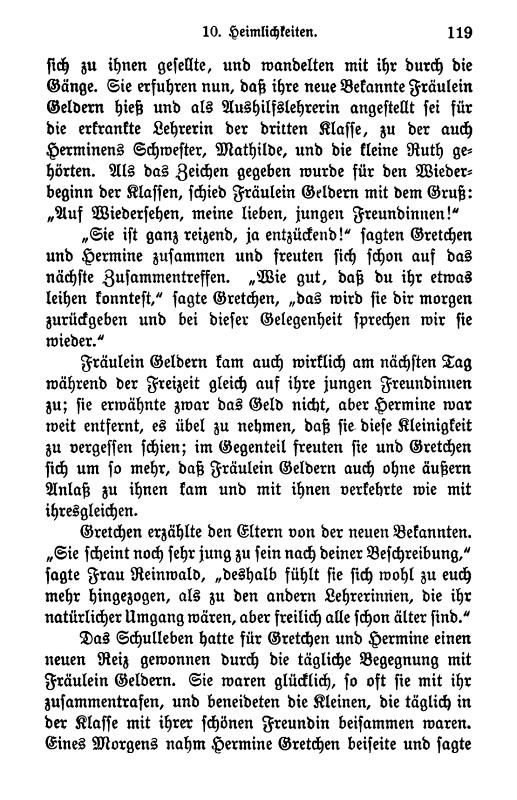 10. Heimlichkeiten. 119
sich zu ihnen gesellte, und wandelten mit ihr durch die
Gänge. Sie erfuhren nun, daß ihre neue Bekannte Fräulein
Geldern hieß und als Aushilfslehrerin angestellt sei für
die erkrankte Lehrerin der dritten Klasse, zu der auch
Herminens Schwester, Mathilde, und die kleine Ruth ge-
hörten. Als das Zeichen gegeben wurde für den Wieder-
beginn der Klassen, schied Fräulein Geldern mit dem Gruß:
„Auf Wiedersehen, meine lieben, jungen Freundinnen!“
„Sie ist ganz reizend, ja entzückend!“ sagten Gretchen
und Hermine zusammen und freuten sich schon auf das
nächste Zusammentreffen. „Wie gut, daß du ihr etwas
leihen konntest,“ sagte Gretchen, „das wird sie dir morgen
zurückgeben und bei dieser Gelegenheit sprechen wir sie
wieder.“
Fräulein Geldern kam auch wirklich am nächsten Tag
während der Freizeit gleich auf ihre jungen Freundinnen
zu; sie erwähnte zwar das Geld nicht, aber Hermine war
weit entfernt, es übel zu nehmen, daß sie diese Kleinigkeit
zu vergessen schien; im Gegenteil freuten sie und Gretchen
sich um so mehr, daß Fräulein Geldern auch ohne äußern
Anlaß zu ihnen kam und mit ihnen verkehrte wie mit
ihresgleichen.
Gretchen erzählte den Eltern von der neuen Bekannten.
„Sie scheint noch sehr jung zu sein nach deiner Beschreibung,“
sagte Frau Reinwald, „deshalb fühlt sie sich wohl zu euch
mehr hingezogen, als zu den andern Lehrerinnen, die ihr
natürlicher Umgang wären, aber freilich alle schon älter sind.“
Das Schulleben hatte für Gretchen und Hermine einen
neuen Reiz gewonnen durch die tägliche Begegnung mit
Fräulein Geldern. Sie waren glücklich, so oft sie mit ihr
zusammentrafen, und beneideten die Kleinen, die täglich in
der Klasse mit ihrer schönen Freundin beisammen waren.
Eines Morgens nahm Hermine Gretchen beiseite und sagte